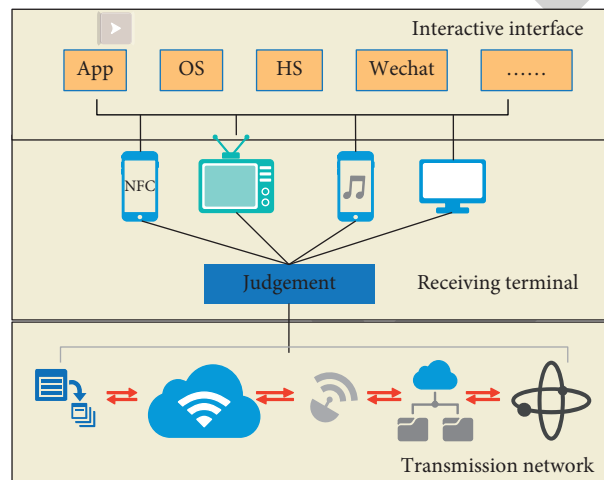 Interactive interface
App
OS
HS
Wechat
......
NFC
Judgement
Receiving terminal
Transmission network